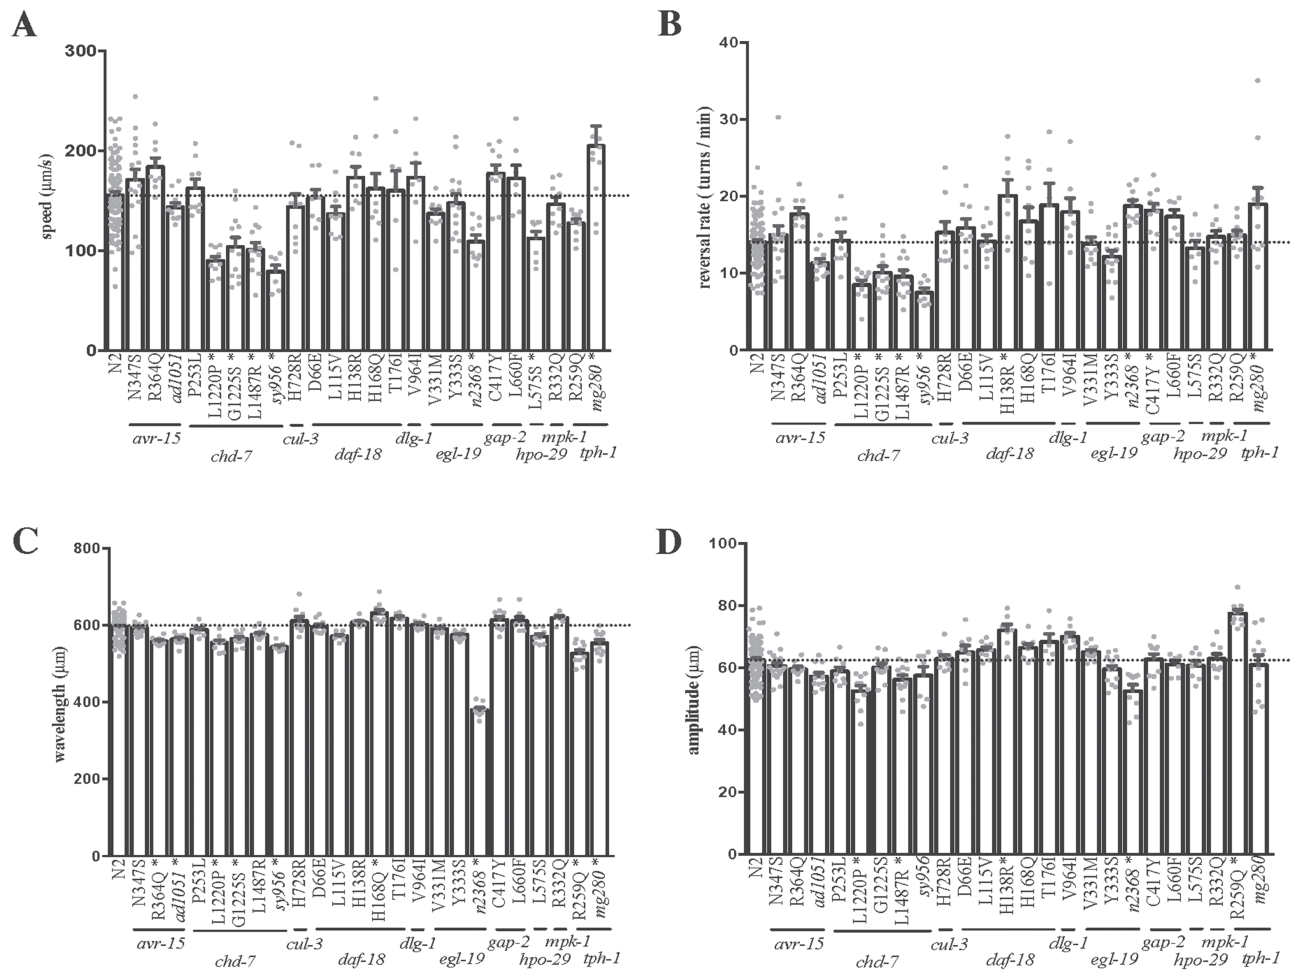 A
300
200
100
0
speed (µm/s)
N2
N347S
R364Q
ad1051
P253L
L1220P *
G1225S *
L1487R *
sy956 *
H728R
D66E
L115V
H138R
H168Q
T176I
V964I
V331M
Y333S
n2368 *
C417Y
L660F
L575S *
R332Q
R259Q
mg280 *
avr-15
chd-7
cul-3
daf-18
dlg-1
egl-19
gap-2
hpo-29
mpk-1
tph-1
B
40
30
20
10
0
reversal rate ( turns / min)
N2
N347S
R364Q
ad1051
P253L
L1220P *
G1225S *
L1487R *
sy956 *
H728R
D66E
L115V
H138R *
H168Q
T176I
V964I
V331M
Y333S
n2368 *
C417Y *
L660F
L575S
R332Q
R259Q
mg280 *
avr-15
chd-7
cul-3
daf-18
dlg-1
egl-19
gap-2
hpo-29
mpk-1
tph-1
C
800
600
400
200
0
wavelength (µm)
N2
N347S
R364Q *
ad1051 *
P253L
L1220P *
G1225S *
L1487R
sy956 *
H728R
D66E
L115V
H138R
H168Q *
T176I
V964I
V331M
Y333S
n2368 *
C417Y
L660F
L575S
R332Q
R259Q *
mg280 *
avr-15
chd-7
cul-3
daf-18
dlg-1
egl-19
gap-2
hpo-29
mpk-1
tph-1
D
100
80
60
40
20
0
amplitude (µm)
N2
N347S
R364Q
ad1051
P253L
L1220P *
G1225S
L1487R *
sy956
H728R
D66E
L115V
H138R*
H168Q
T176I
V964I
V331M
Y333S
n2368 *
C417Y
L660F
L575S
R332Q
R259Q *
mg280
avr-15
chd-7
cul-3
daf-18
dlg-1
egl-19
gap-2
hpo-29
mpk-1
tph-1